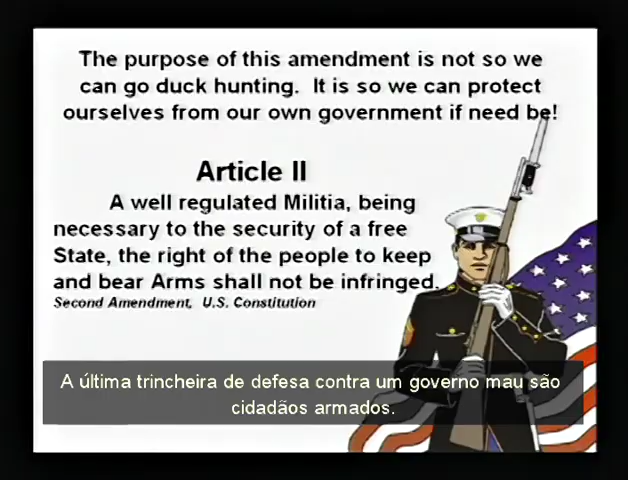 The purpose of this amendment is not so we
can go duck hunting. It is so we can protect
ourselves from our own government if need be!
Article II
A well regulated Militia, being
necessary to the security of a free
State, the right of the people to keep
and bear Arms shall not be infringed.
Second Amendment, U.S. Constitution
A última trincheira de defesa contra um governo mau são
cidadãos armados.